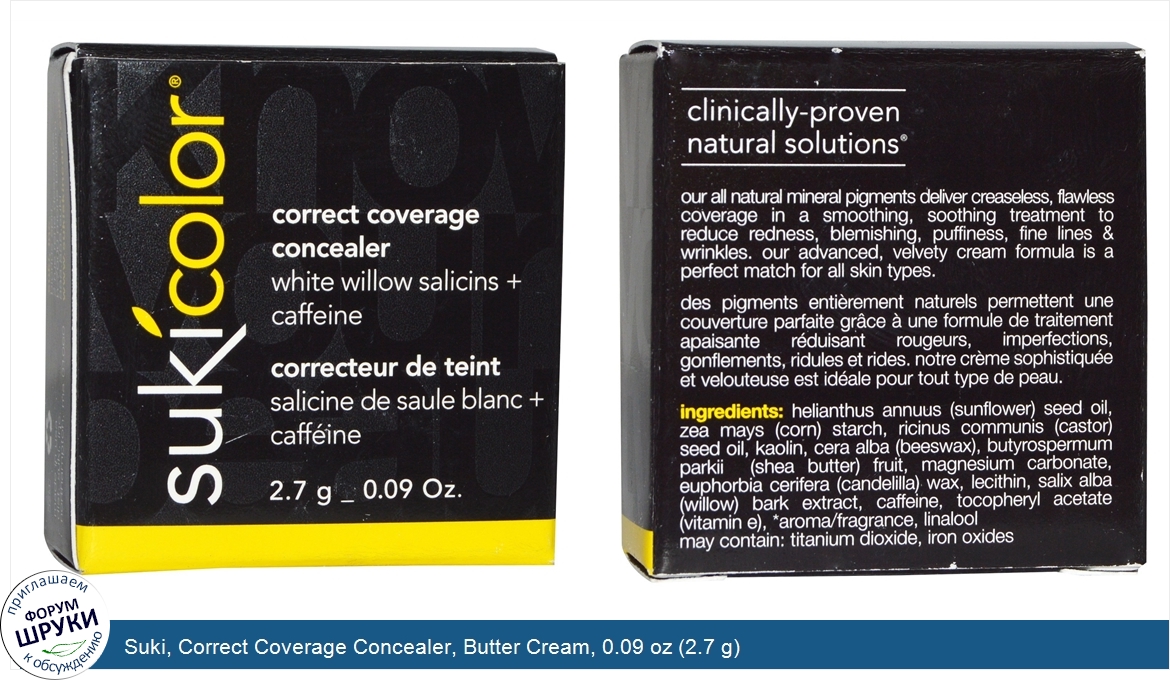 sukicolor®
correct coverage
concealer
white willow salicins +
caffeine
correcteur de teint
salicine de saule blanc +
caféine
2.7 g _ 0.09 Oz.
clinically-proven
natural solutions®
our all natural mineral pigments deliver creaseless, flawless
coverage in a smoothing, soothing treatment to
reduce redness, blemishing, puffiness, fine lines &
wrinkles. our advanced, velvety cream formula is a
perfect match for all skin types.
des pigments entièrement naturels permettent une
couverture parfaite grâce à une formule de traitement
apaisante réduisant rougeurs, imperfections,
gonflements, ridules et rides. notre crème sophistiquée
et velouteuse est idéale pour tout type de peau.
ingredients: helianthus annuus (sunflower) seed oil,
zea mays (corn) starch, ricinus communis (castor)
seed oil, kaolin, cera alba (beeswax), butyrospermum
parkii (shea butter) fruit, magnesium carbonate,
euphorbia cerifera (candelilla) wax, lecithin, salix alba
(willow) bark extract, caffeine, tocopheryl acetate
(vitamin e), *aroma/fragrance, linalool
may contain: titanium dioxide, iron oxides
приглашаем
ФОРУМ
ШРУКИ
к обсуждению
Suki, Correct Coverage Concealer, Butter Cream, 0.09 oz (2.7 g)